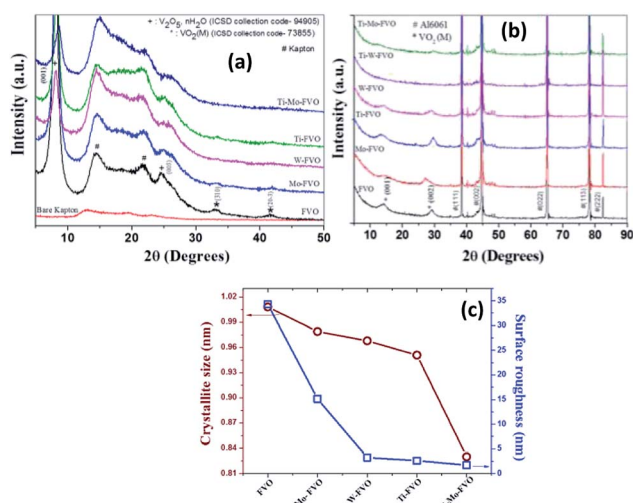 + : V2O5, nH2O (ICSD collection code- 94905)
* : VO2(M) (ICSD collection code- 73855)
# Kapton
(a)
(001)
+
Ti-Mo-FVO
Ti-FVO
W-FVO
Mo-FVO
FVO
Bare Kapton
#
#
+
(003)
(310)
Intensity (a.u.)
5 10 20 30 40 50
2θ (Degrees)
(b)
# Al6061
* VO2(M)
Ti-Mo-FVO
Ti-W-FVO
W-FVO
Ti-FVO
Mo-FVO
FVO
* (001)
* (002)
#(111)
#(002)
#(022)
#(113)
#(222)
Intensity (a.u.)
10 20 30 40 50 60 70 80 90
2θ (Degrees)
(c)
Crystallite size (nm)
1.02
0.99
0.96
0.93
0.90
0.87
0.84
0.81
Surface roughness (nm)
35
30
25
20
15
10
5
0
FVO
Mo-FVO
W-FVO
Ti-FVO
-Mo-FVO